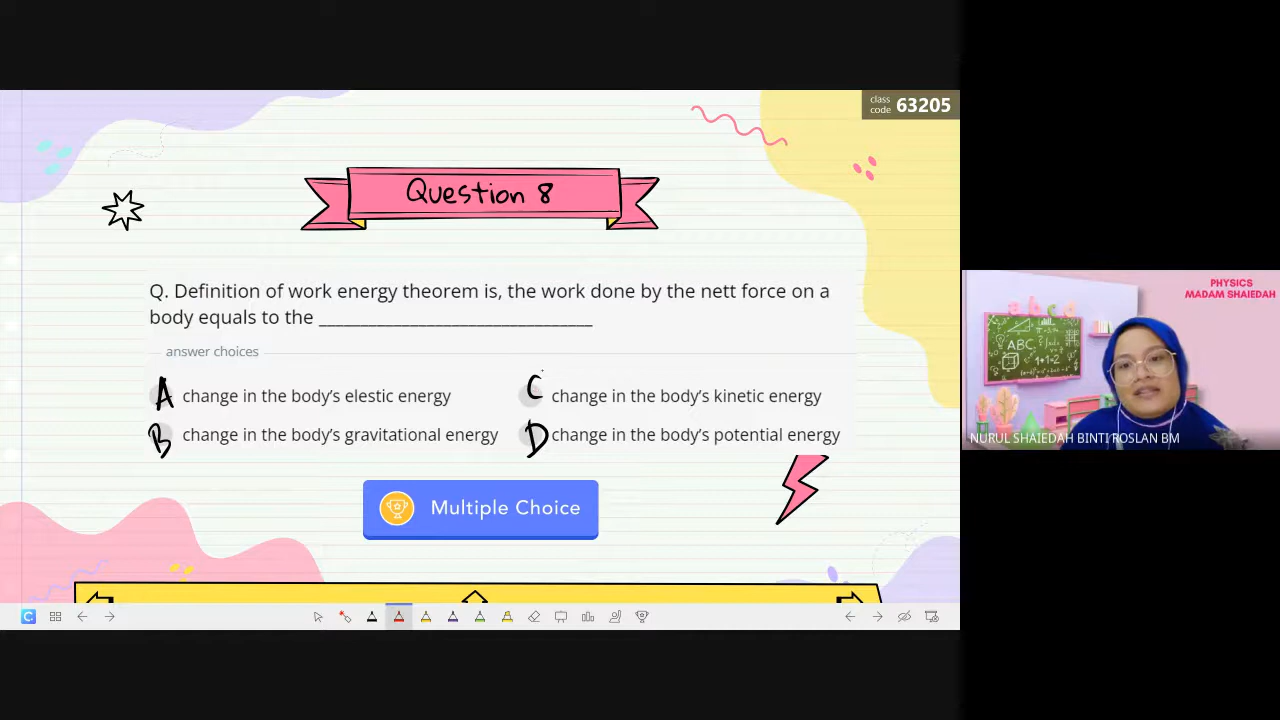 class
code 63205
Question 8
Q. Definition of work energy theorem is, the work done by the nett force on a
body equals to the ______________________________
answer choices
A change in the body's elestic energy
C change in the body's kinetic energy
B change in the body's gravitational energy
D change in the body's potential energy
Multiple Choice
PHYSICS
MADAM SHAIEDAH
ABC
1+1=2
NURUL SHAIEDAH BINTI ROSLAN BM